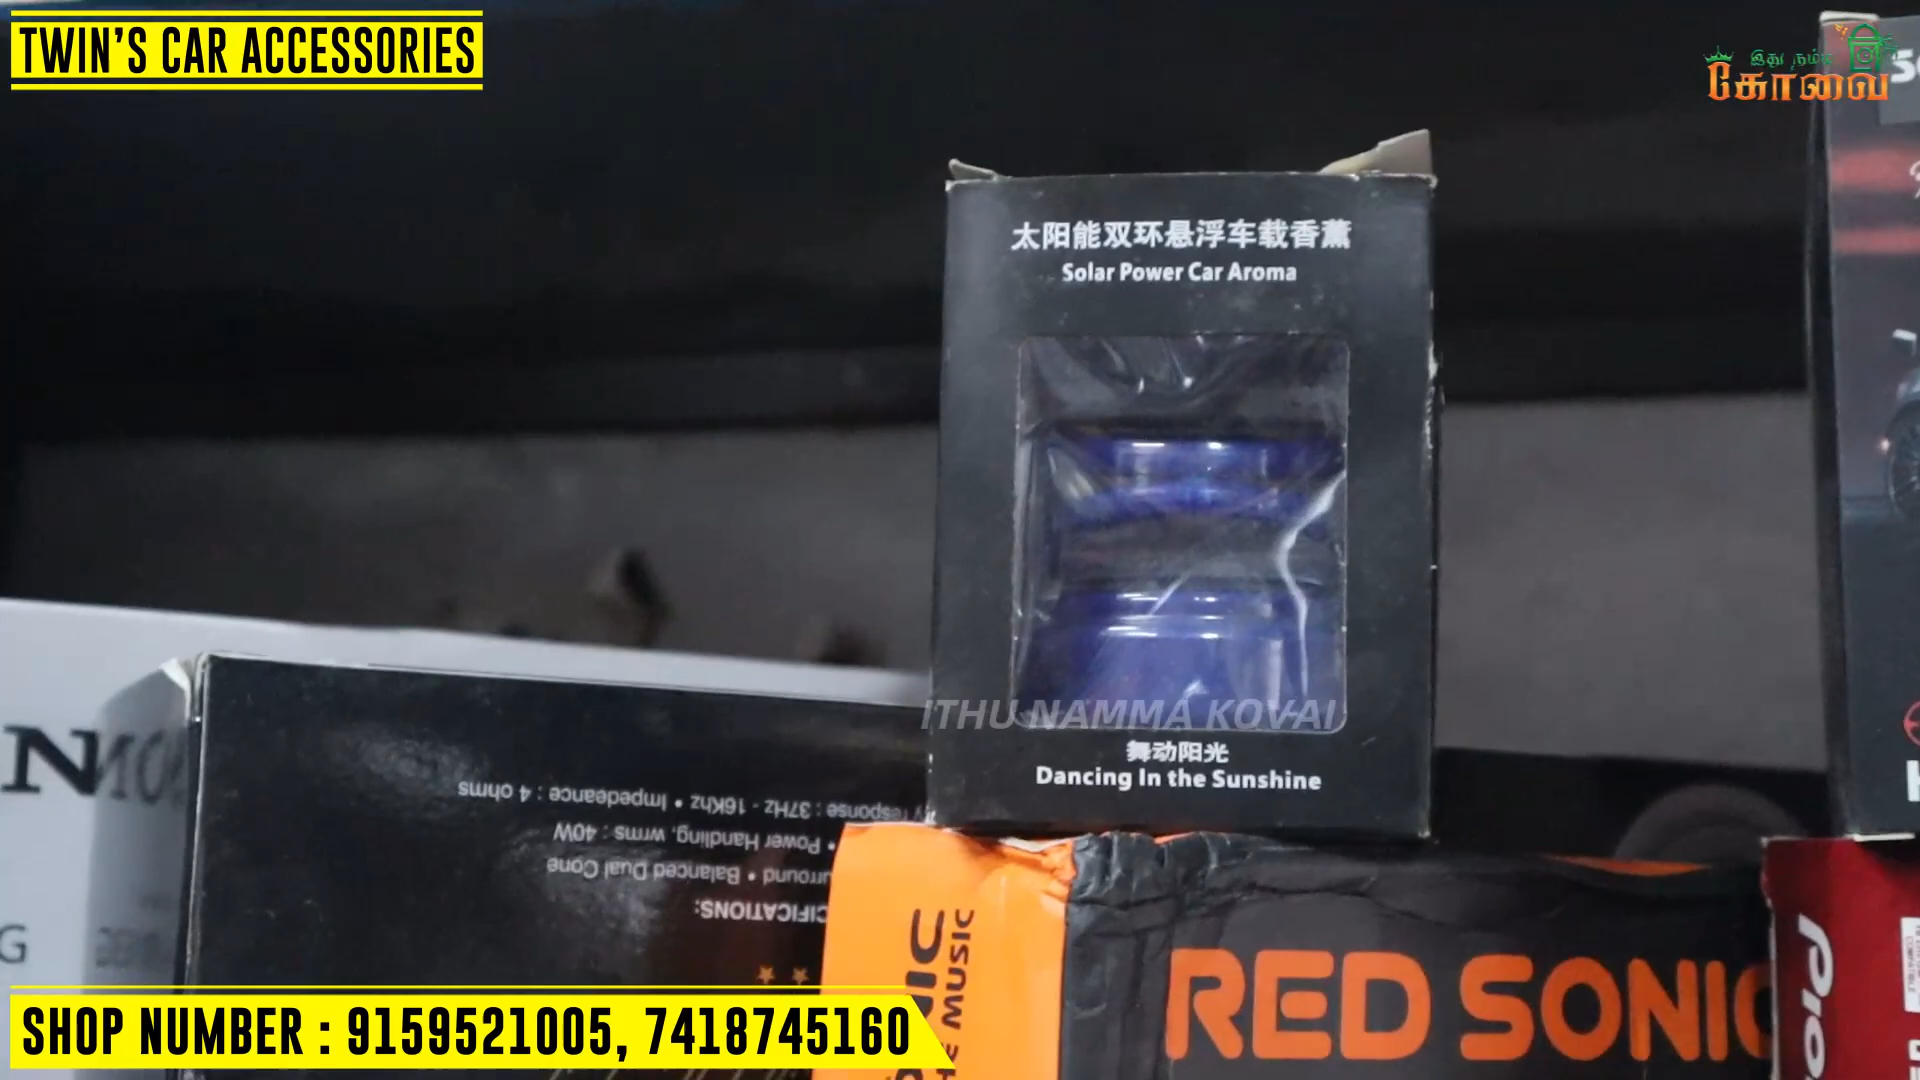 TWIN'S CAR ACCESSORIES
இது நம்ம
கோவை
太阳能双环悬浮车载香薰
Solar Power Car Aroma
ITHU NAMMA KOVAI
舞动阳光
Dancing In the Sunshine
response : 37Hz - 16Khz • Impedeance : 4 ohms
• Power Handling, wrms : 40W
• Balanced Dual Cone
RED SONIC
MUSIC
SHOP NUMBER : 9159521005, 7418745160